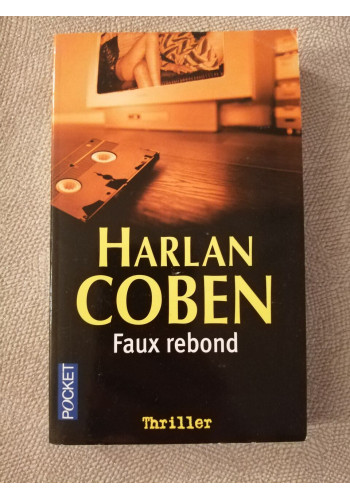 HARLAN
COBEN
Faux rebond
POCKET
Thriller